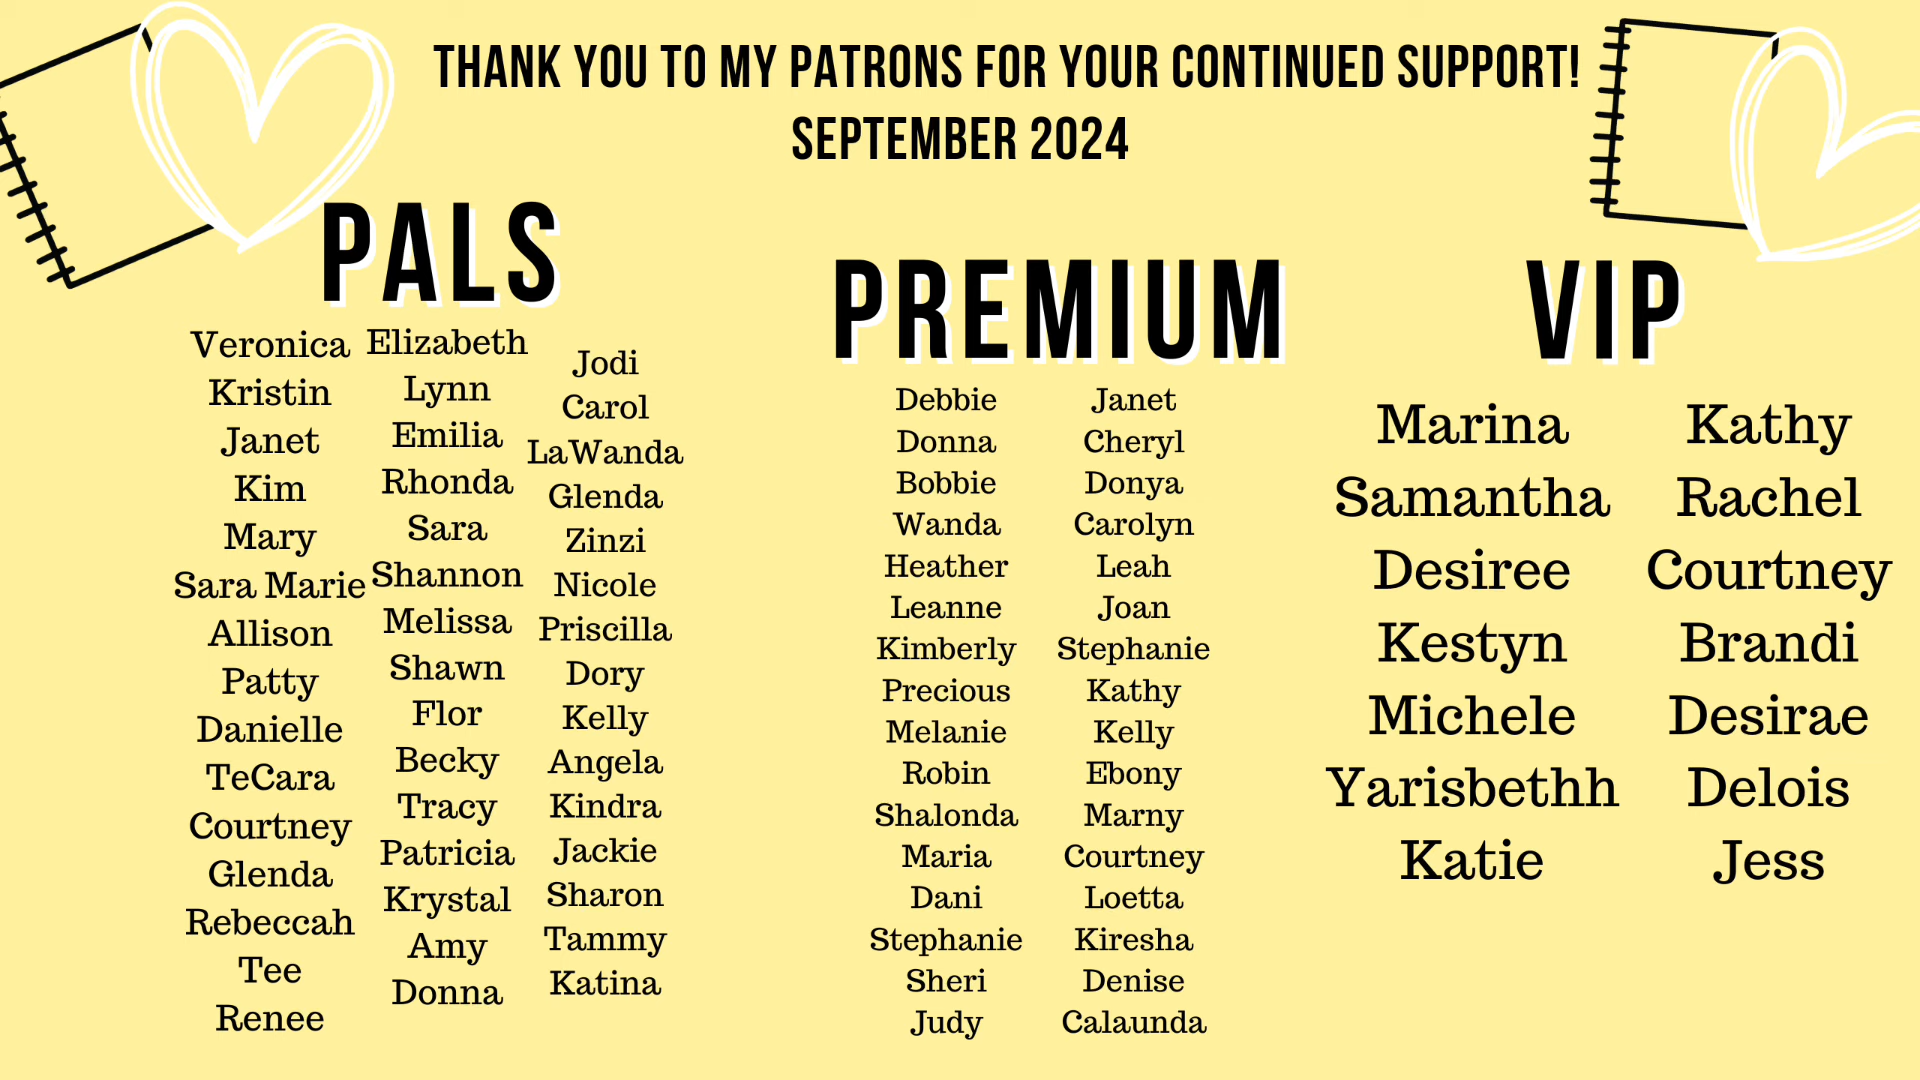 THANK YOU TO MY PATRONS FOR YOUR CONTINUED SUPPORT!
SEPTEMBER 2024
PALS
Veronica
Kristin
Janet
Kim
Mary
Sara Marie
Allison
Patty
Danielle
TeCara
Courtney
Glenda
Rebeccah
Tee
Renee
Elizabeth
Lynn
Emilia
Rhonda
Sara
Shannon
Melissa
Shawn
Flor
Becky
Tracy
Patricia
Krystal
Amy
Donna
Jodi
Carol
LaWanda
Glenda
Zinzi
Nicole
Priscilla
Dory
Kelly
Angela
Kindra
Jackie
Sharon
Tammy
Katina
PREMIUM
Debbie
Donna
Bobbie
Wanda
Heather
Leanne
Kimberly
Precious
Melanie
Robin
Shalonda
Maria
Dani
Stephanie
Sheri
Judy
Janet
Cheryl
Donya
Carolyn
Leah
Joan
Stephanie
Kathy
Kelly
Ebony
Marny
Courtney
Loetta
Kiresha
Denise
Calaunda
VIP
Marina
Samantha
Desiree
Kestyn
Michele
Yarisbethh
Katie
Kathy
Rachel
Courtney
Brandi
Desirae
Delois
Jess